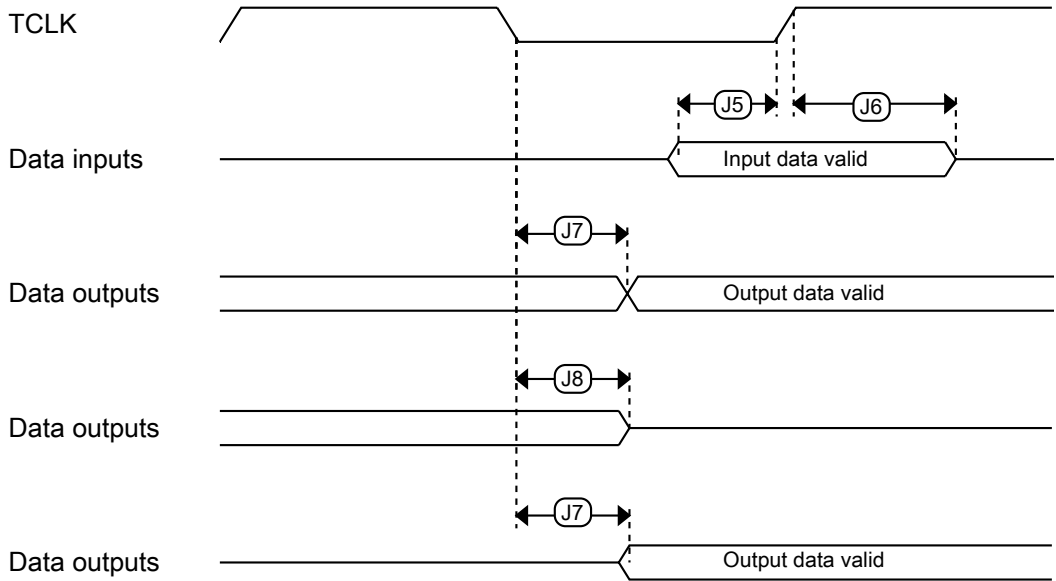 TCLK
J5
J6
Data inputs
Input data valid
J7
Data outputs
Output data valid
J8
Data outputs
J7
Data outputs
Output data valid